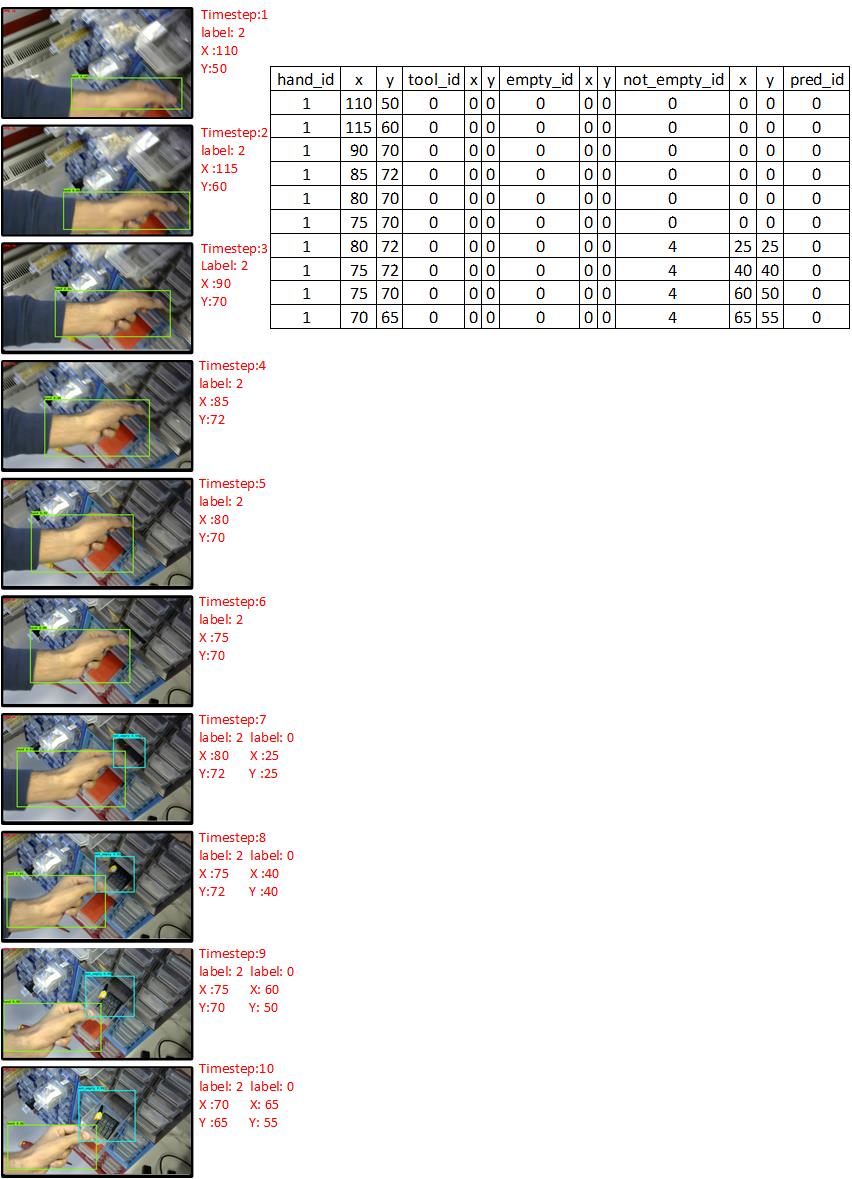 Timestep:1
label: 2
X :110
Y:50
Timestep:2
label: 2
X :115
Y:60
Timestep:3
Label: 2
X :90
Y:70
Timestep:4
label: 2
X :85
Y:72
Timestep:5
label: 2
X :80
Y:70
Timestep:6
label: 2
X :75
Y:70
Timestep:7
label: 2 label: 0
X :80 X :25
Y:72 Y :25
Timestep:8
label: 2 label: 0
X :75 X :40
Y:72 Y :40
Timestep:9
label: 2 label: 0
X :75 X: 60
Y:70 Y: 50
Timestep:10
label: 2 label: 0
X :70 X: 65
Y :65 Y: 55
hand_id x y tool_id x y empty_id x y not_empty_id x y pred_id
1 110 50 0 0 0 0 0 0 0 0 0 0
1 115 60 0 0 0 0 0 0 0 0 0 0
1 90 70 0 0 0 0 0 0 0 0 0 0
1 85 72 0 0 0 0 0 0 0 0 0 0
1 80 70 0 0 0 0 0 0 0 0 0 0
1 75 70 0 0 0 0 0 0 0 0 0 0
1 80 72 0 0 0 0 0 0 4 25 25 0
1 75 72 0 0 0 0 0 0 4 40 40 0
1 75 70 0 0 0 0 0 0 4 60 50 0
1 70 65 0 0 0 0 0 0 4 65 55 0